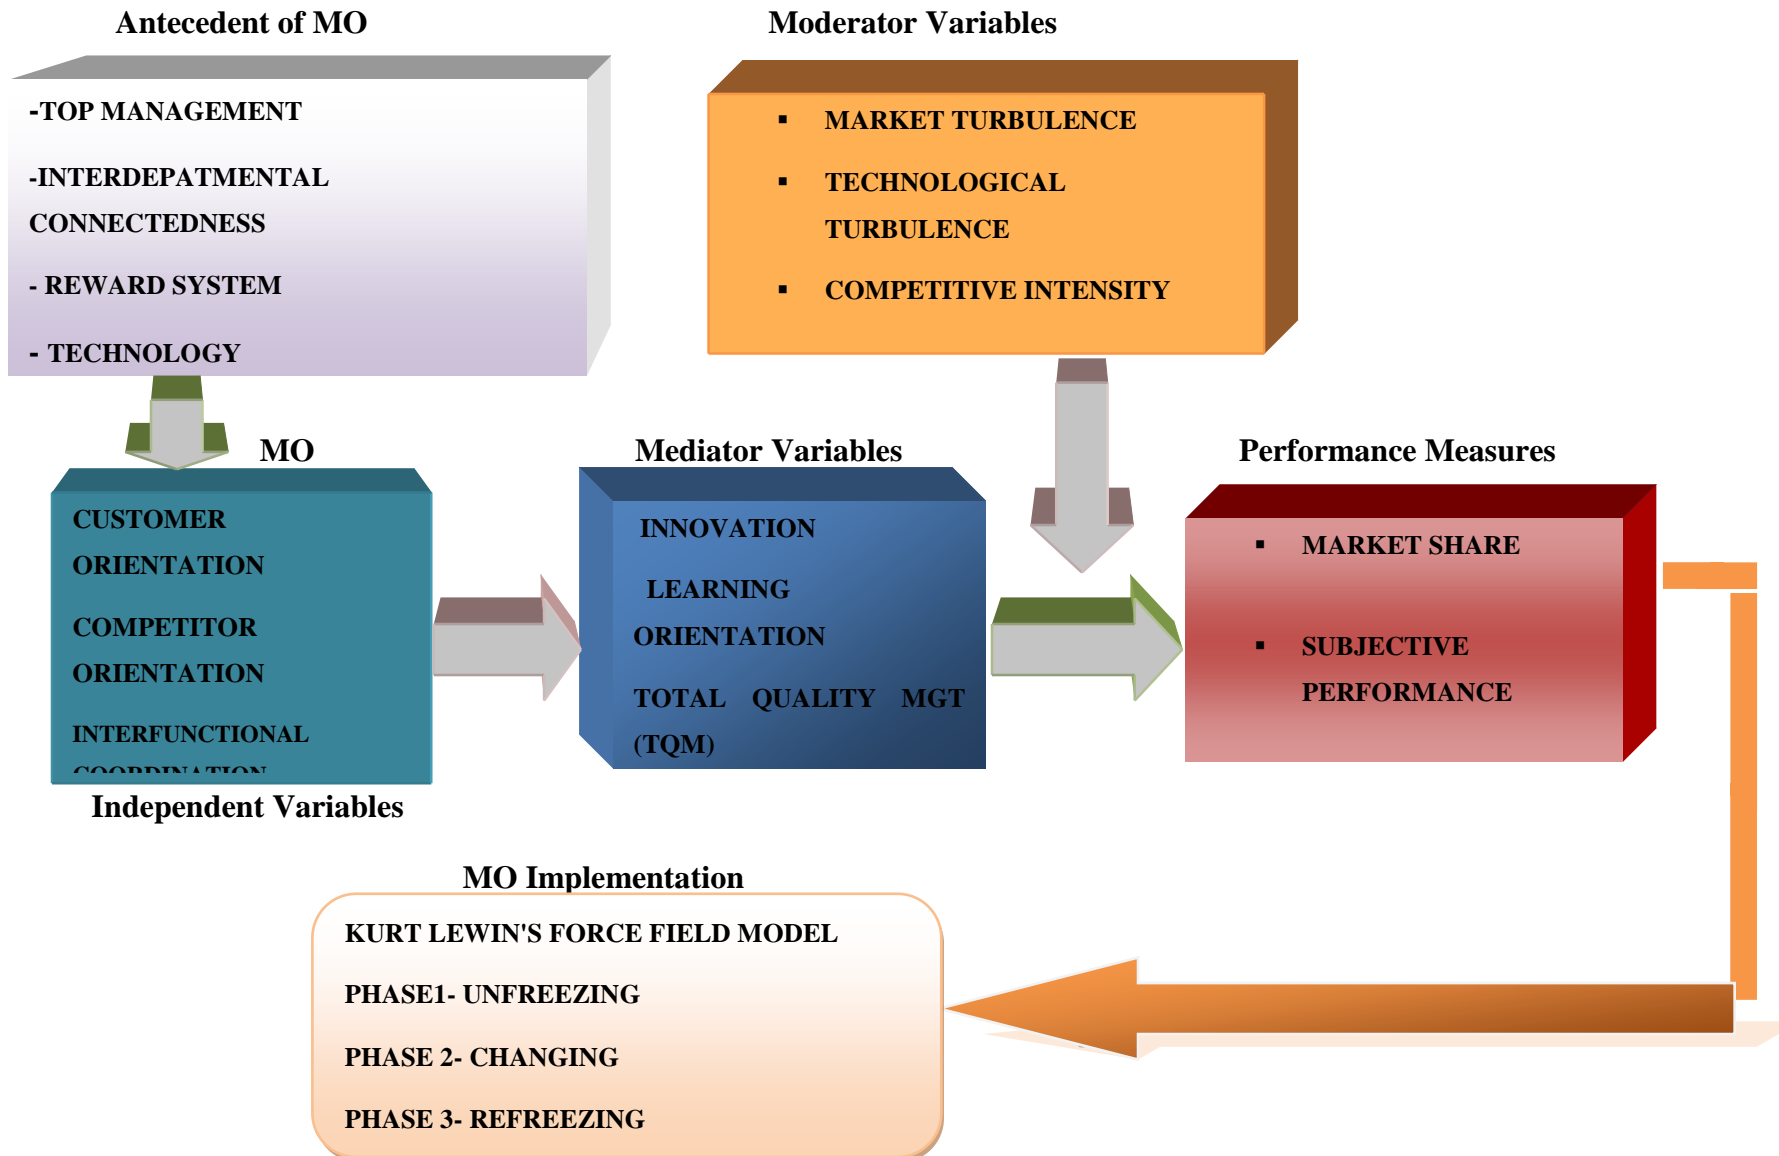 Antecedent of MO
-TOP MANAGEMENT
-INTERDEPATMENTAL
CONNECTEDNESS
- REWARD SYSTEM
- TECHNOLOGY
Moderator Variables
▪ MARKET TURBULENCE
▪ TECHNOLOGICAL
TURBULENCE
▪ COMPETITIVE INTENSITY
MO
CUSTOMER
ORIENTATION
COMPETITOR
ORIENTATION
INTERFUNCTIONAL
COORDINATION
Independent Variables
Mediator Variables
INNOVATION
LEARNING
ORIENTATION
TOTAL QUALITY MGT
(TQM)
Performance Measures
▪ MARKET SHARE
▪ SUBJECTIVE
PERFORMANCE
MO Implementation
KURT LEWIN'S FORCE FIELD MODEL
PHASE1- UNFREEZING
PHASE 2- CHANGING
PHASE 3- REFREEZING